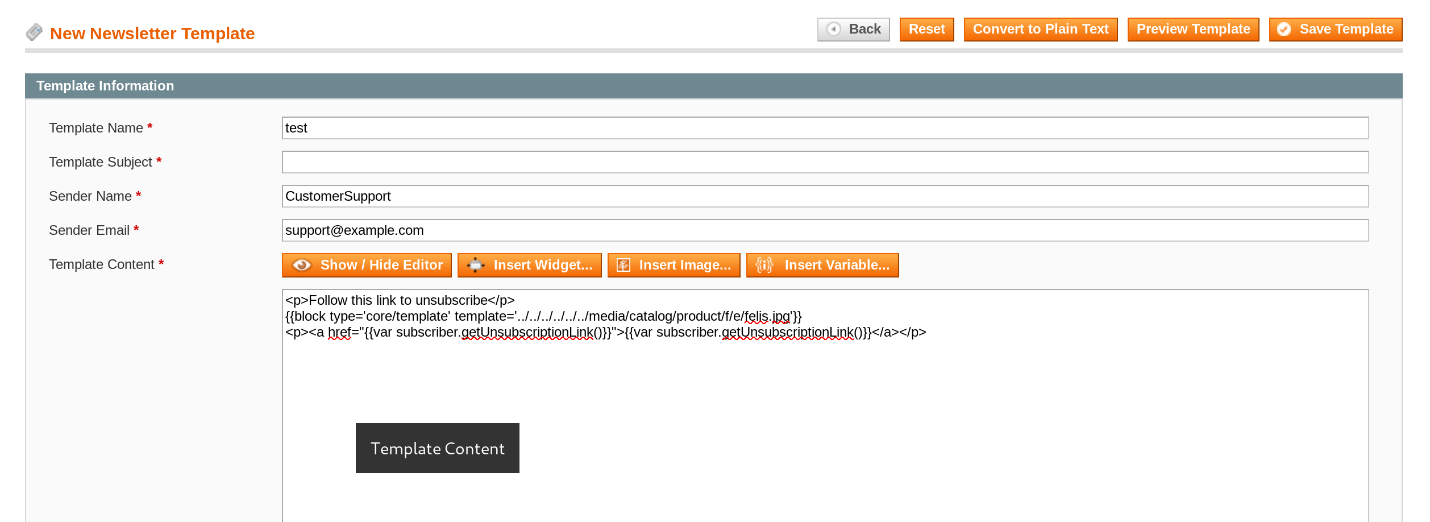 New Newsletter Template
Back
Reset
Convert to Plain Text
Preview Template
Save Template
Template Information
Template Name *
test
Template Subject *
Sender Name *
CustomerSupport
Sender Email *
support@example.com
Template Content *
Show / Hide Editor
Insert Widget...
Insert Image...
Insert Variable...
<p>Follow this link to unsubscribe</p>
{{block type='core/template' template='../../../../../../media/catalog/product/f/e/felis.jpg'}}
<p><a href="{{var subscriber.getUnsubscriptionLink()}}">{{var subscriber.getUnsubscriptionLink()}}</a></p>
Template Content